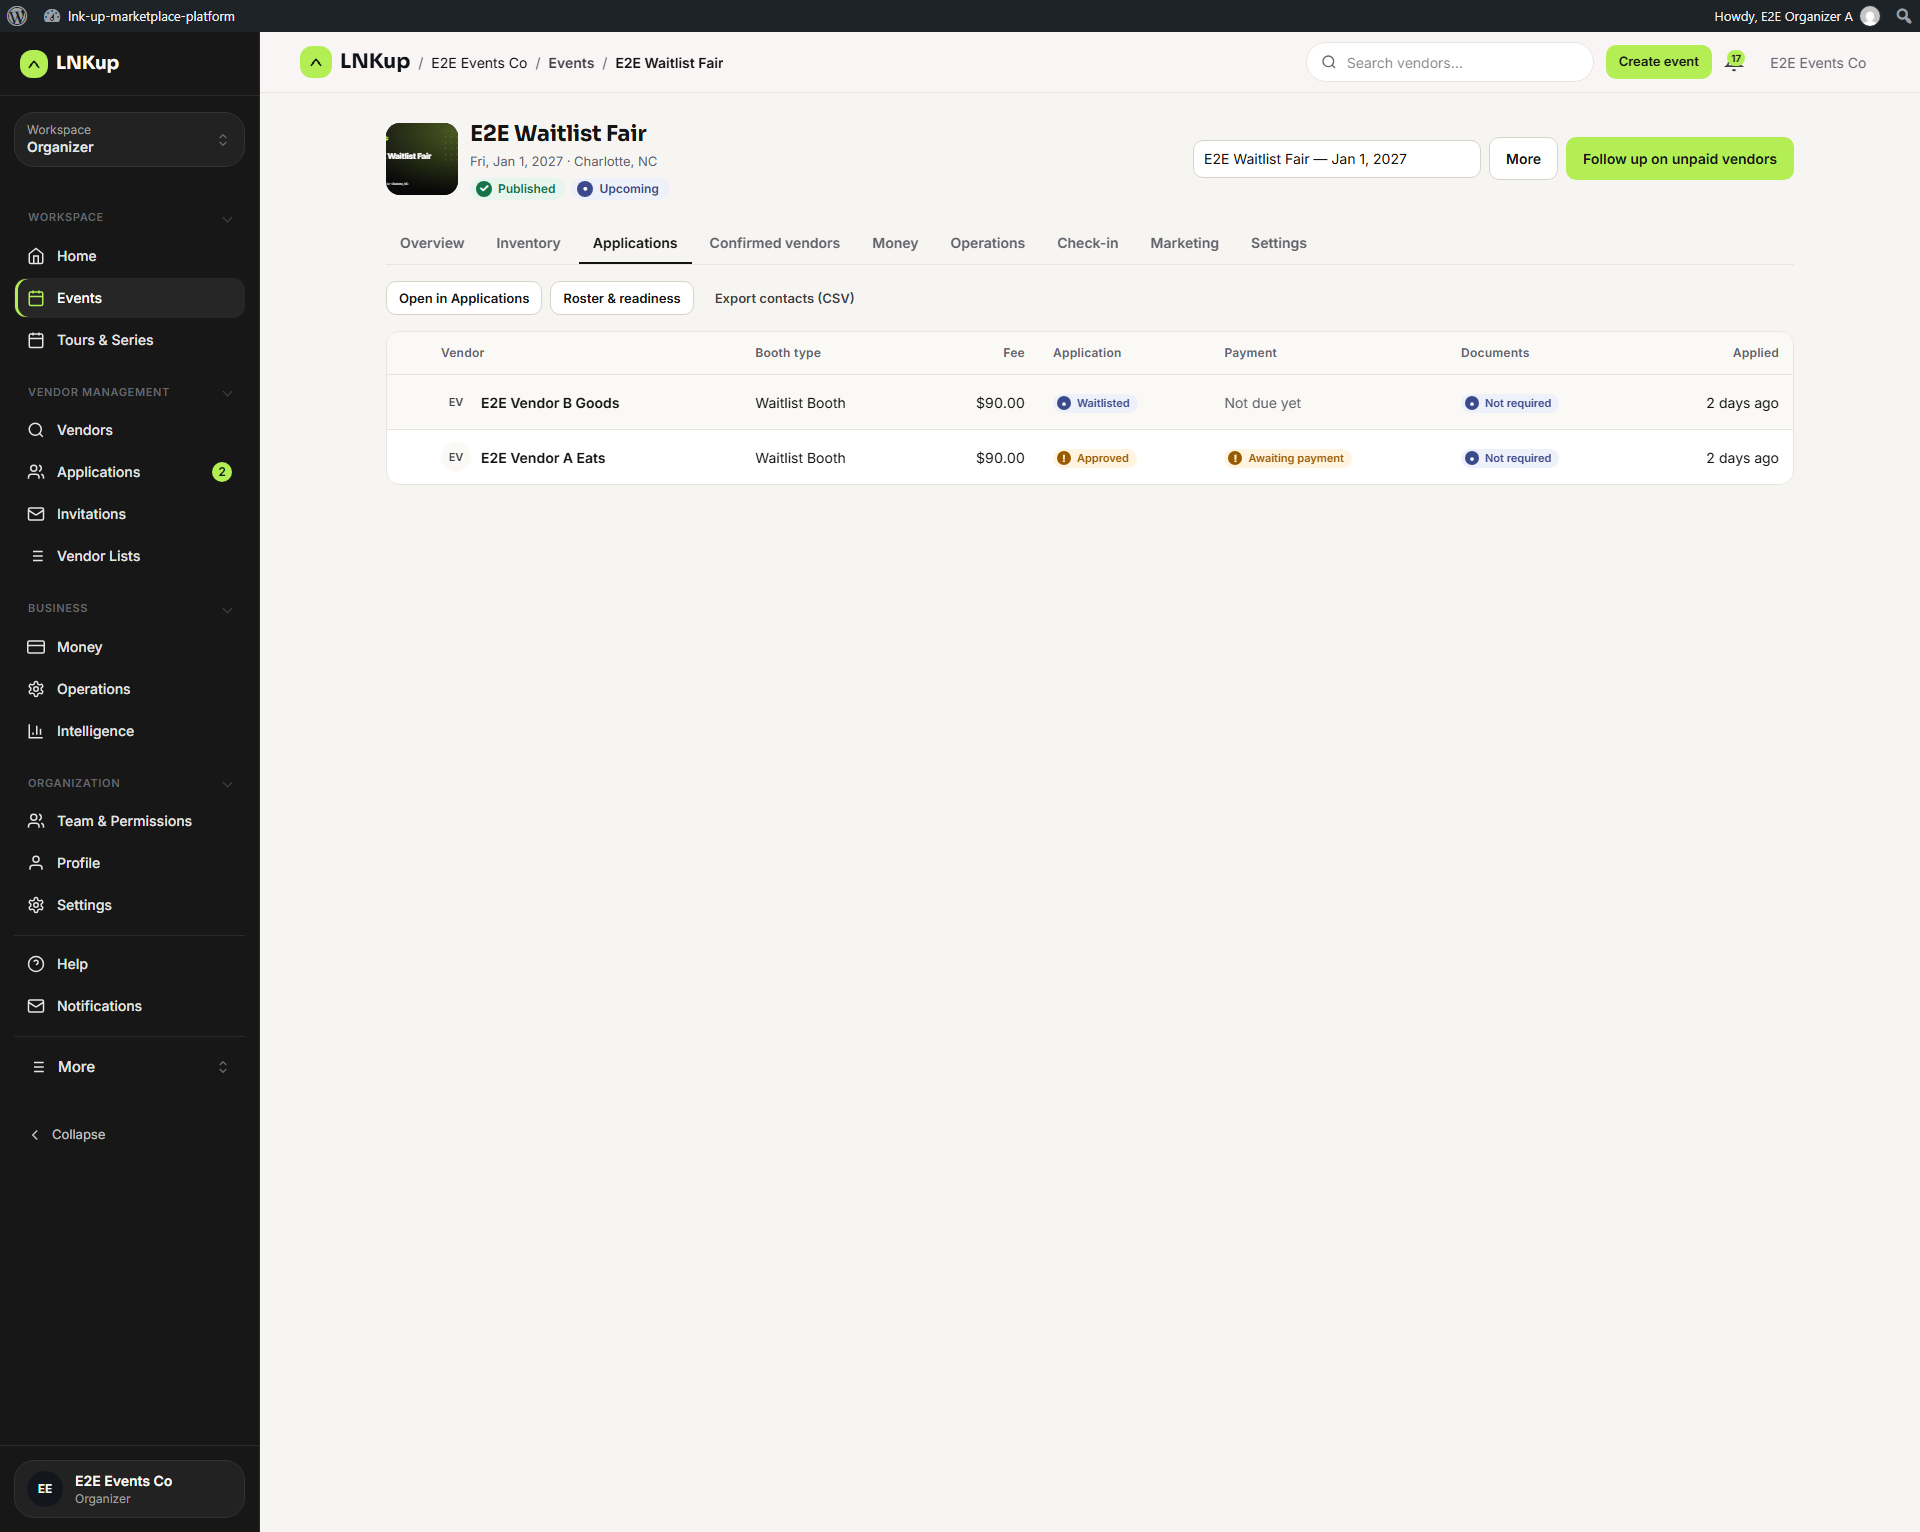 lnk-up-marketplace-platform
Howdy, E2E Organizer A
LNKup
Workspace
Organizer
WORKSPACE
Home
Events
Tours & Series
VENDOR MANAGEMENT
Vendors
Applications 2
Invitations
Vendor Lists
BUSINESS
Money
Operations
Intelligence
ORGANIZATION
Team & Permissions
Profile
Settings
Help
Notifications
More
Collapse
EE
E2E Events Co
Organizer
LNKup / E2E Events Co / Events / E2E Waitlist Fair
Search vendors...
Create event
17
E2E Events Co
Waitlist Fair
E2E Waitlist Fair
Fri, Jan 1, 2027 · Charlotte, NC
Published Upcoming
E2E Waitlist Fair — Jan 1, 2027
More
Follow up on unpaid vendors
Overview Inventory Applications Confirmed vendors Money Operations Check-in Marketing Settings
Open in Applications Roster & readiness Export contacts (CSV)
Vendor Booth type Fee Application Payment Documents Applied
EV E2E Vendor B Goods Waitlist Booth $90.00 Waitlisted Not due yet Not required 2 days ago
EV E2E Vendor A Eats Waitlist Booth $90.00 Approved Awaiting payment Not required 2 days ago